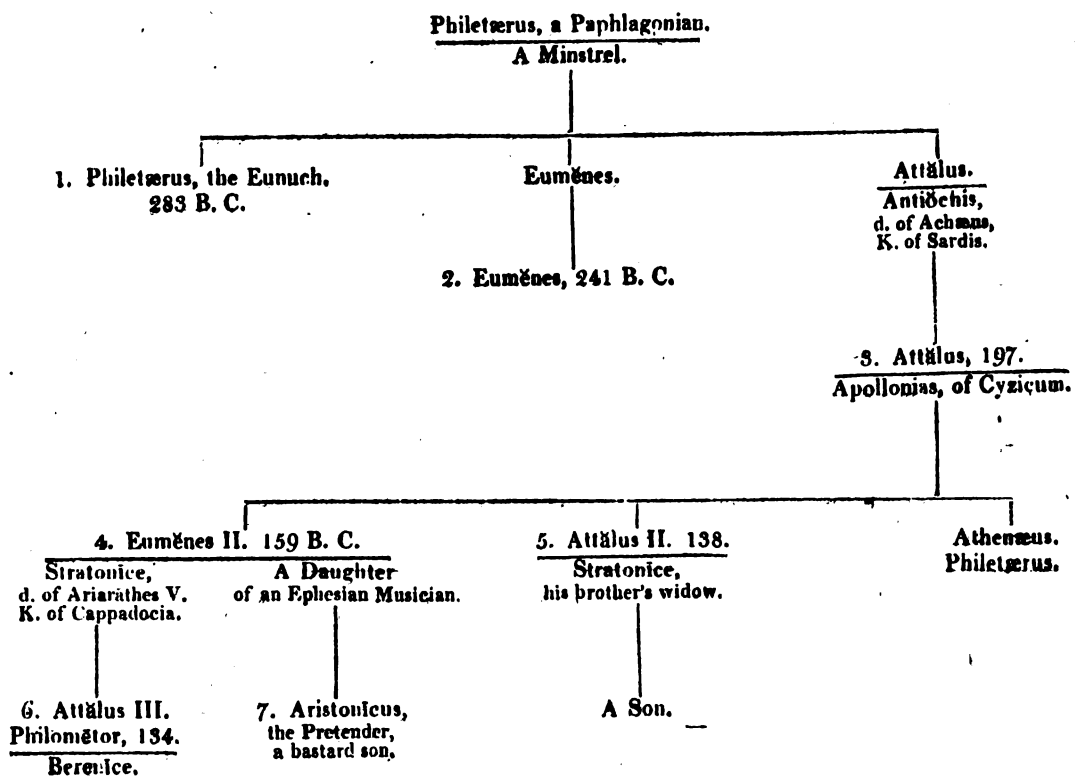 Philetærus, a Paphlagonian.
A Minstrel.
1. Philetærus, the Eunuch.
283 B. C.
Eumĕnes.
Attălus.
Antiŏchis,
d. of Achæus,
K. of Sardis.
2. Eumĕnes, 241 B. C.
3. Attălus, 197.
Apollonias, of Cyzicum.
4. Eumĕnes II. 159 B. C.
Stratonice,
d. of Ariarathes V.
K. of Cappadocia.
A Daughter
of an Ephesian Musician.
5. Attălus II. 138.
Stratonice,
his brother's widow.
Athenæus.
Philetærus.
6. Attălus III.
Philomētor, 134.
Berenice.
7. Aristonicus,
the Pretender,
a bastard son.
A Son.